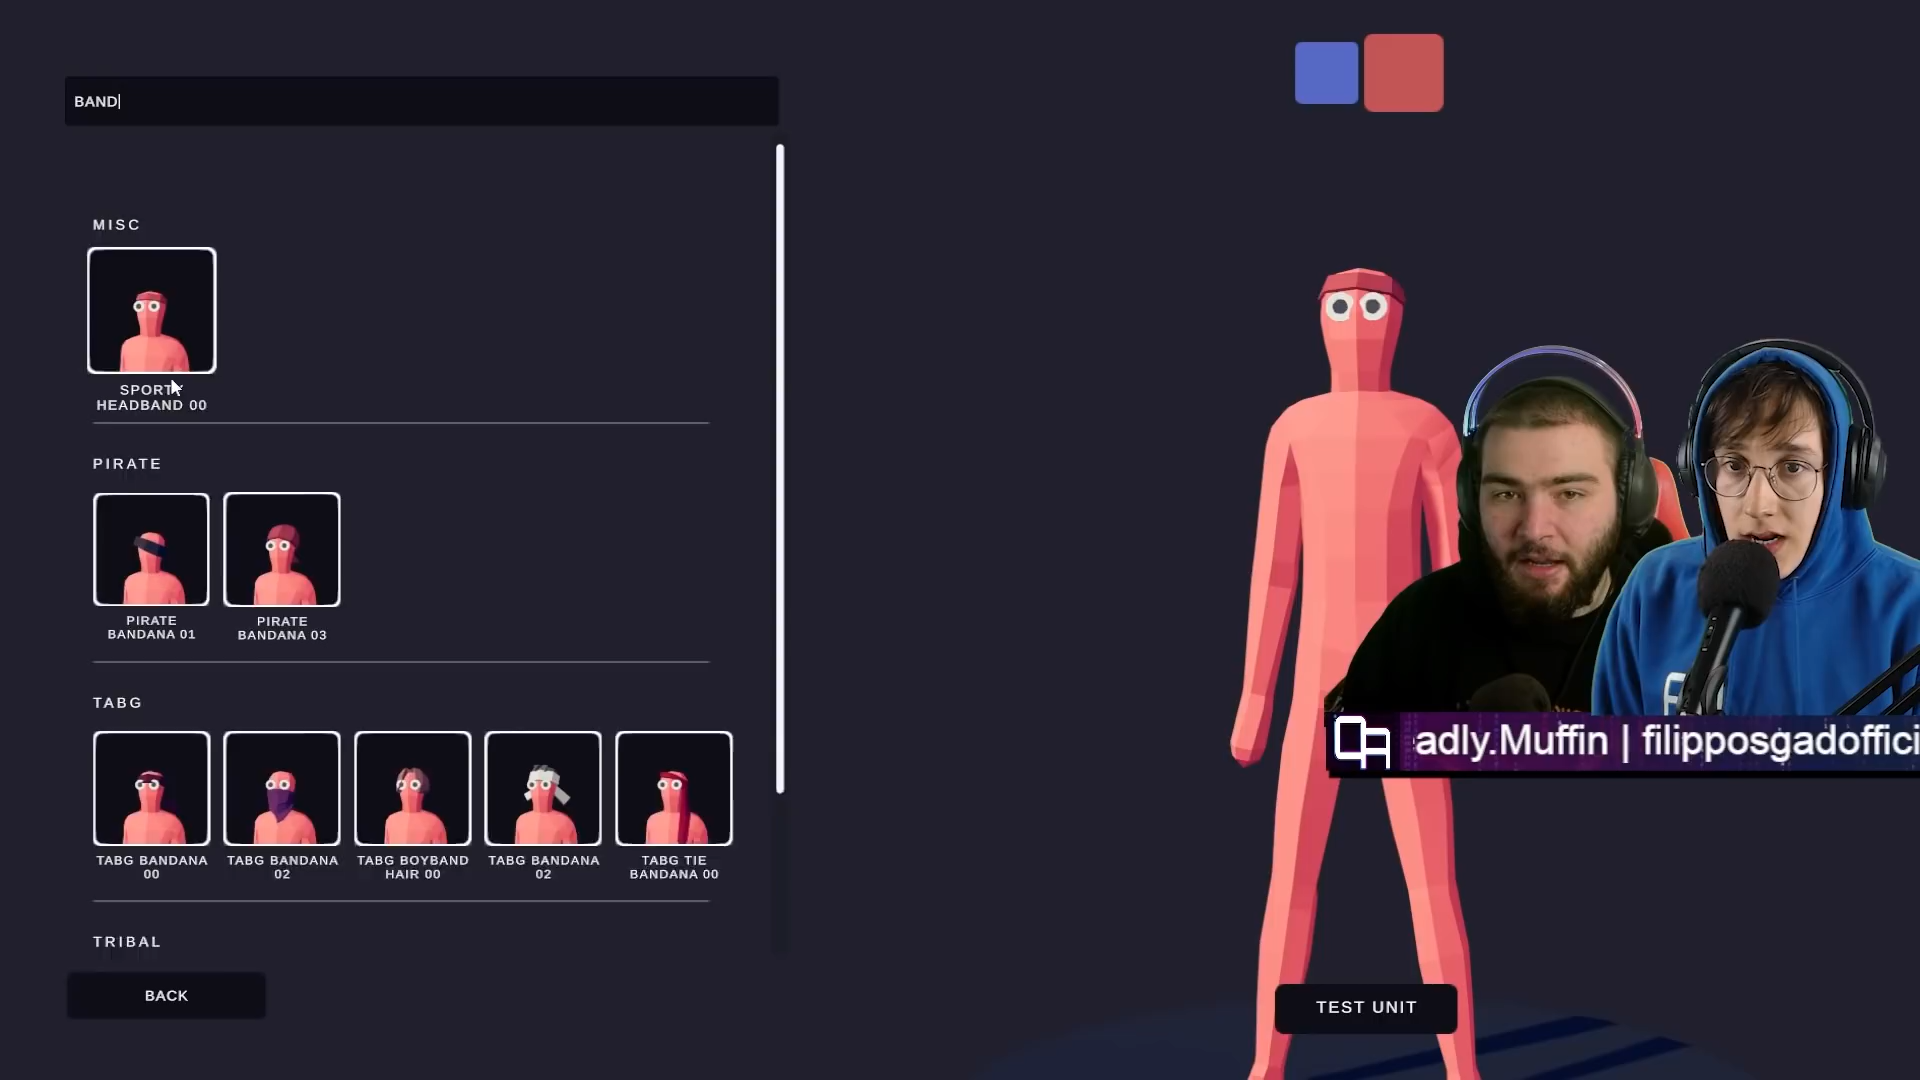 BAND
MISC
SPORTY
HEADBAND 00
PIRATE
PIRATE
BANDANA 01
PIRATE
BANDANA 03
TABG
TABG BANDANA
00
TABG BANDANA
02
TABG BOYBAND
HAIR 00
TABG BANDANA
02
TABG TIE
BANDANA 00
TRIBAL
BACK
adly.Muffin | filipposgadoffici
TEST UNIT